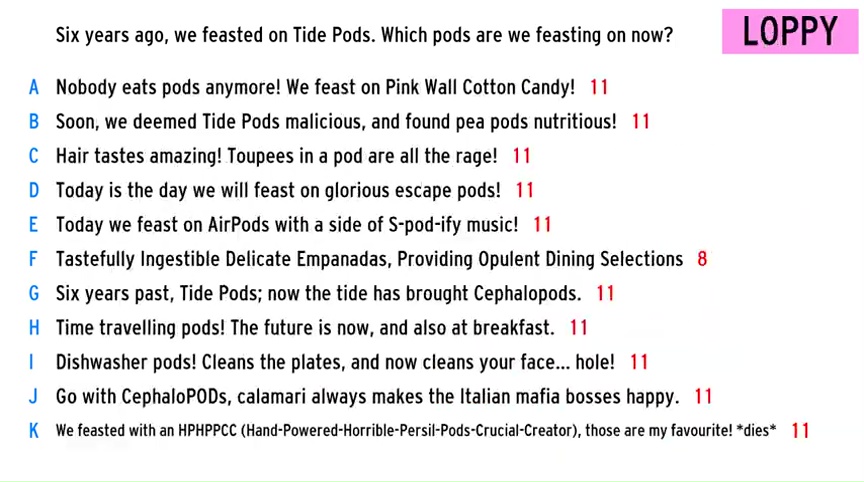 Six years ago, we feasted on Tide Pods. Which pods are we feasting on now?
LOPPY
A Nobody eats pods anymore! We feast on Pink Wall Cotton Candy! 11
B Soon, we deemed Tide Pods malicious, and found pea pods nutritious! 11
C Hair tastes amazing! Toupees in a pod are all the rage! 11
D Today is the day we will feast on glorious escape pods! 11
E Today we feast on AirPods with a side of S-pod-ify music! 11
F Tastefully Ingestible Delicate Empanadas, Providing Opulent Dining Selections 8
G Six years past, Tide Pods; now the tide has brought Cephalopods. 11
H Time travelling pods! The future is now, and also at breakfast. 11
I Dishwasher pods! Cleans the plates, and now cleans your face... hole! 11
J Go with CephaloPODs, calamari always makes the Italian mafia bosses happy. 11
K We feasted with an HPHPPCC (Hand-Powered-Horrible-Persil-Pods-Crucial-Creator), those are my favourite! *dies* 11